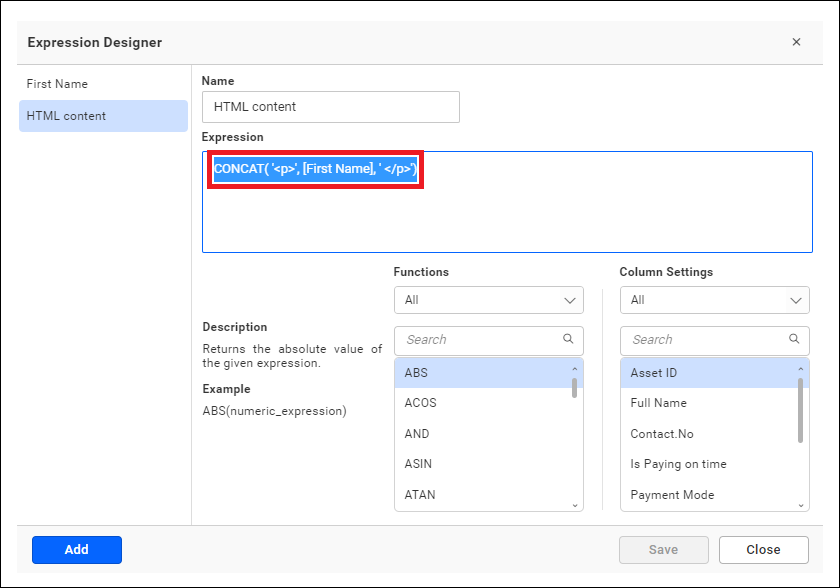 Expression Designer
First Name
HTML content
Name
HTML content
Expression
CONCAT( '<p>', [First Name], ' </p>')
Functions
All
Search
ABS
ACOS
AND
ASIN
ATAN
Column Settings
All
Search
Asset ID
Full Name
Contact.No
Is Paying on time
Payment Mode
Description
Returns the absolute value of
the given expression.
Example
ABS(numeric_expression)
Add
Save
Close